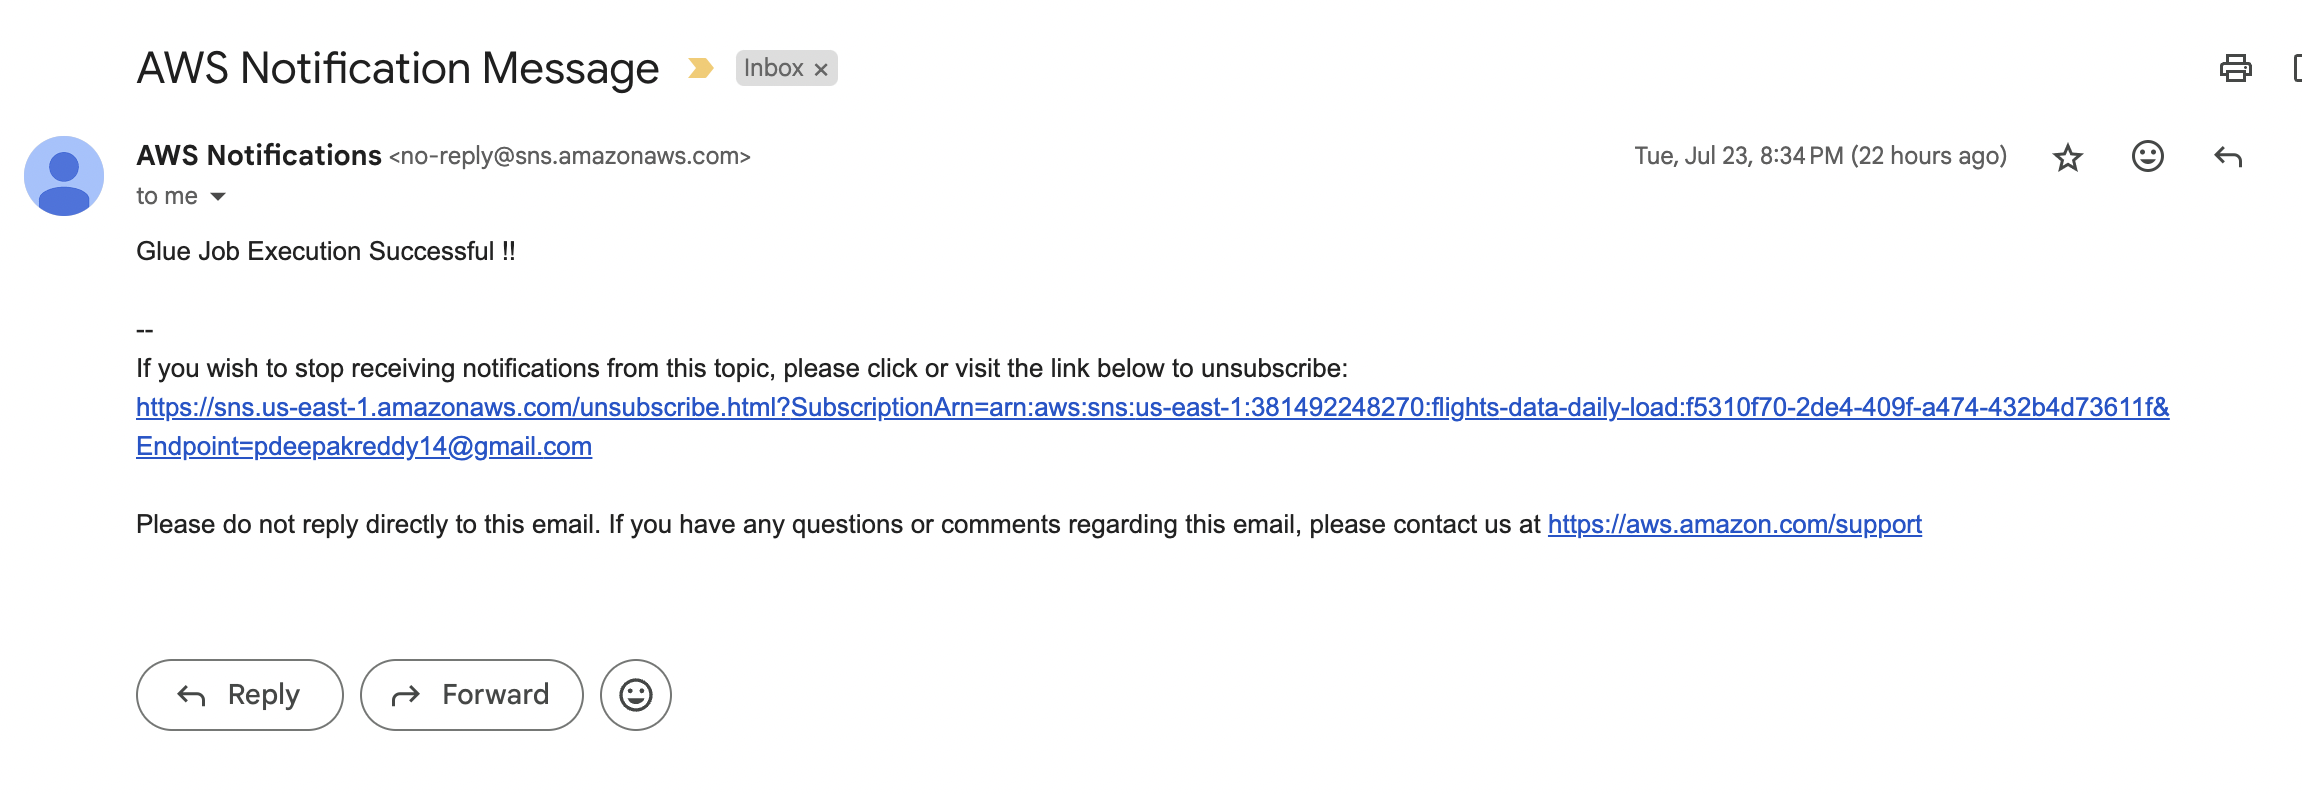 AWS Notification Message
Inbox ×
AWS Notifications <no-reply@sns.amazonaws.com>
Tue, Jul 23, 8:34 PM (22 hours ago)
to me
Glue Job Execution Successful !!
--
If you wish to stop receiving notifications from this topic, please click or visit the link below to unsubscribe:
https://sns.us-east-1.amazonaws.com/unsubscribe.html?SubscriptionArn=arn:aws:sns:us-east-1:381492248270:flights-data-daily-load:f5310f70-2de4-409f-a474-432b4d73611f&
Endpoint=pdeepakreddy14@gmail.com
Please do not reply directly to this email. If you have any questions or comments regarding this email, please contact us at https://aws.amazon.com/support
Reply
Forward